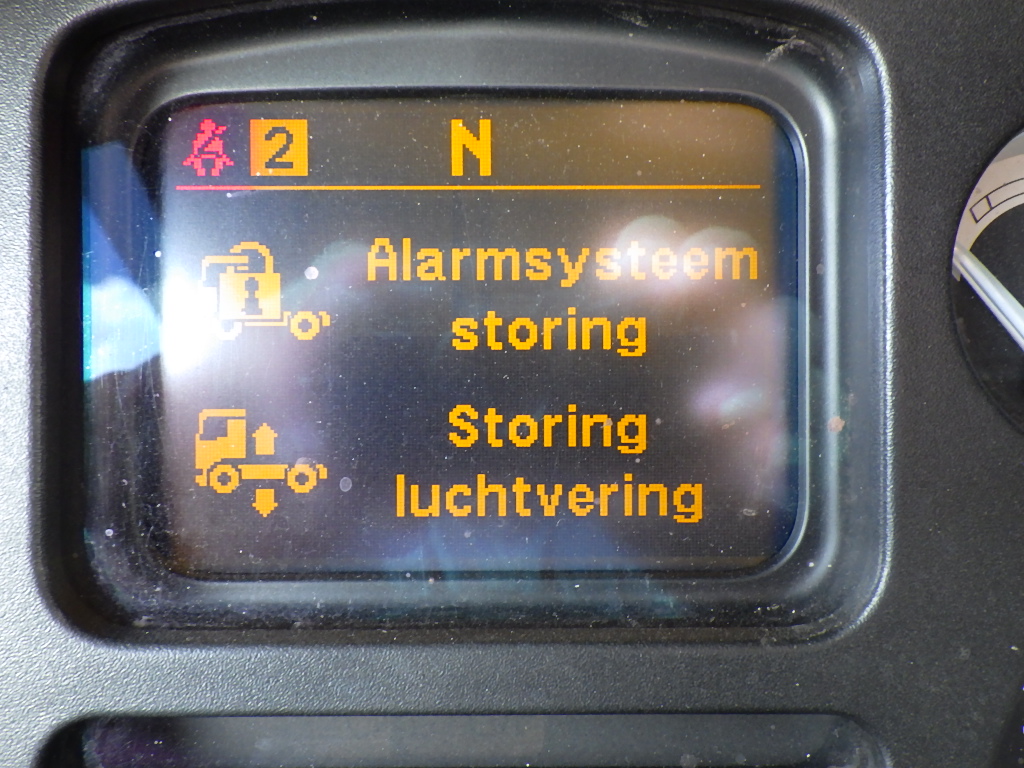 2 N
Alarmsysteem
storing
Storing
luchtvering